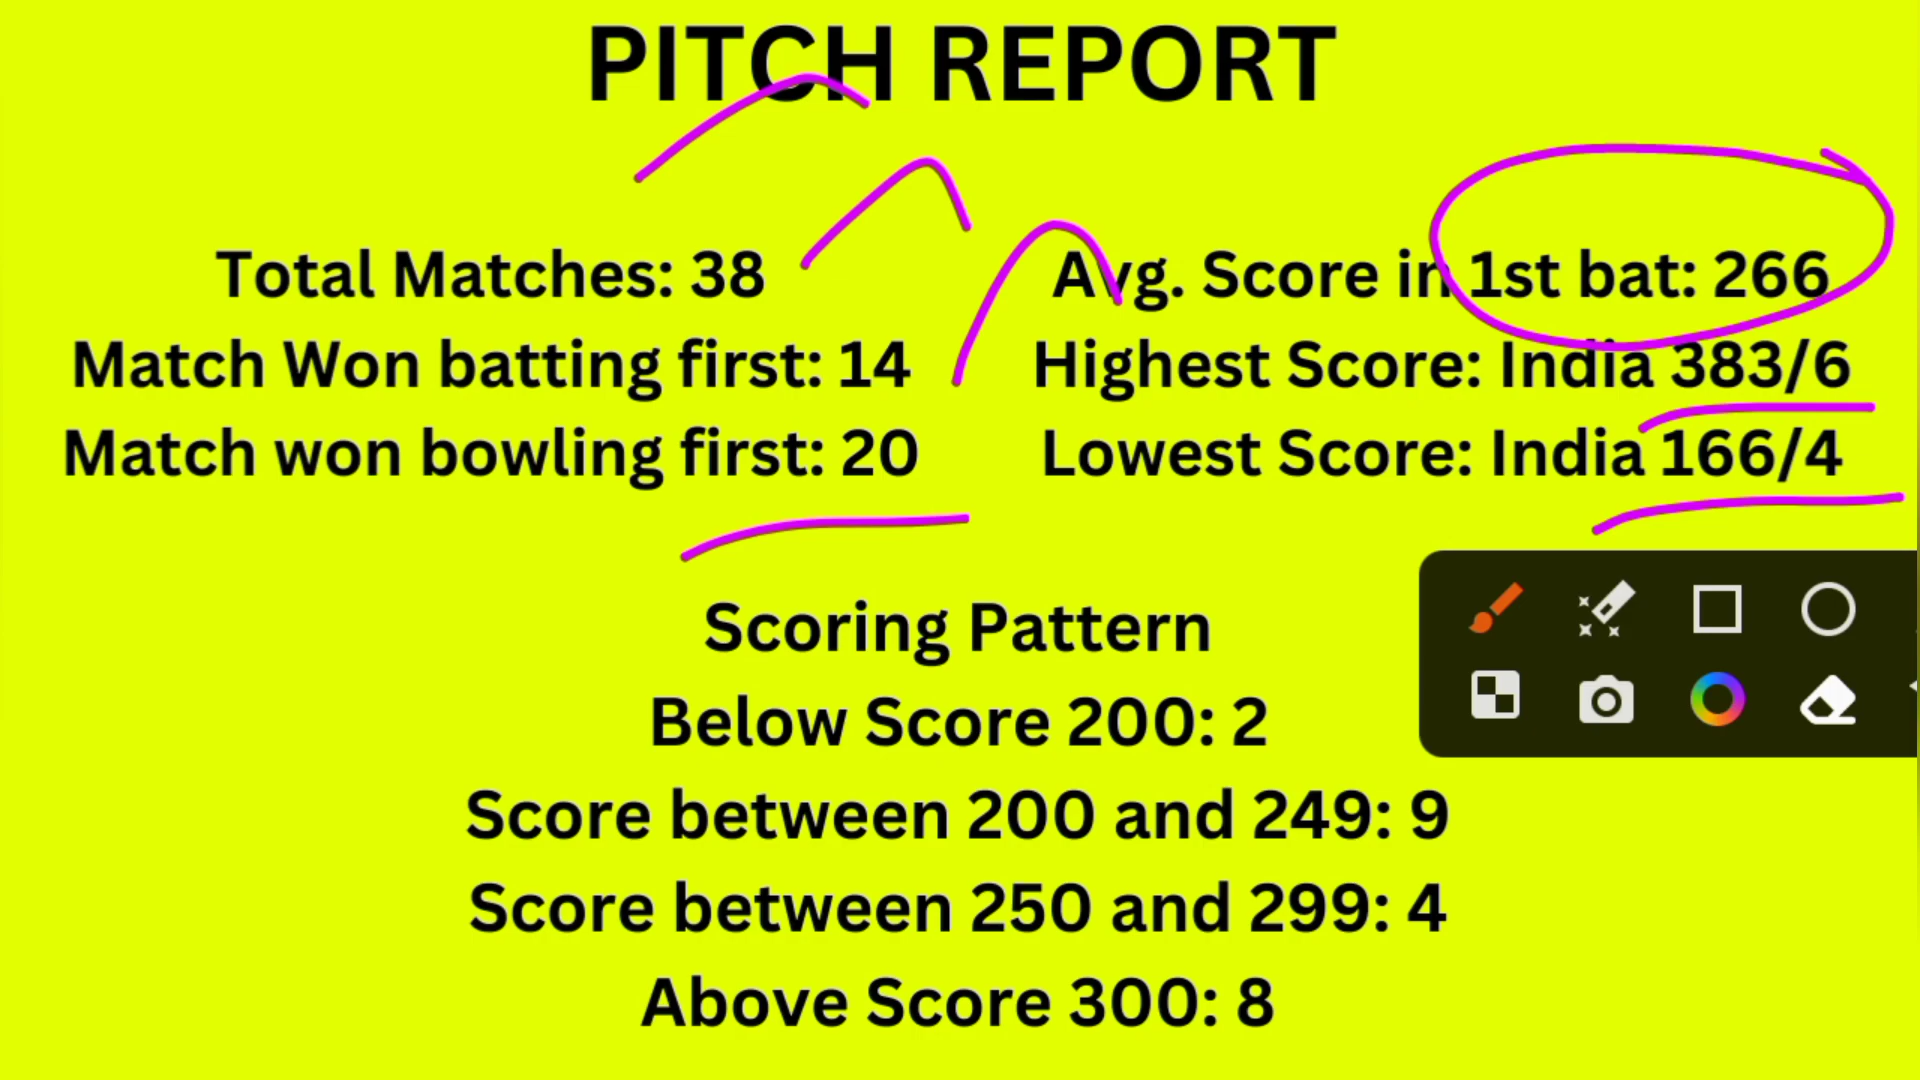 PITCH REPORT
Total Matches: 38
Match Won batting first: 14
Match won bowling first: 20
Avg. Score in 1st bat: 266
Highest Score: India 383/6
Lowest Score: India 166/4
Scoring Pattern
Below Score 200: 2
Score between 200 and 249: 9
Score between 250 and 299: 4
Above Score 300: 8